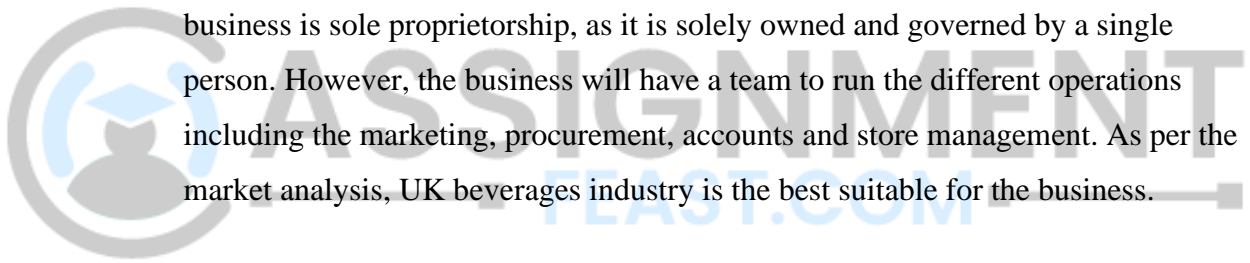 business is sole proprietorship, as it is solely owned and governed by a single
person. However, the business will have a team to run the different operations
including the marketing, procurement, accounts and store management. As per the
market analysis, UK beverages industry is the best suitable for the business.
ASSIGNMENT
FEAST.COM